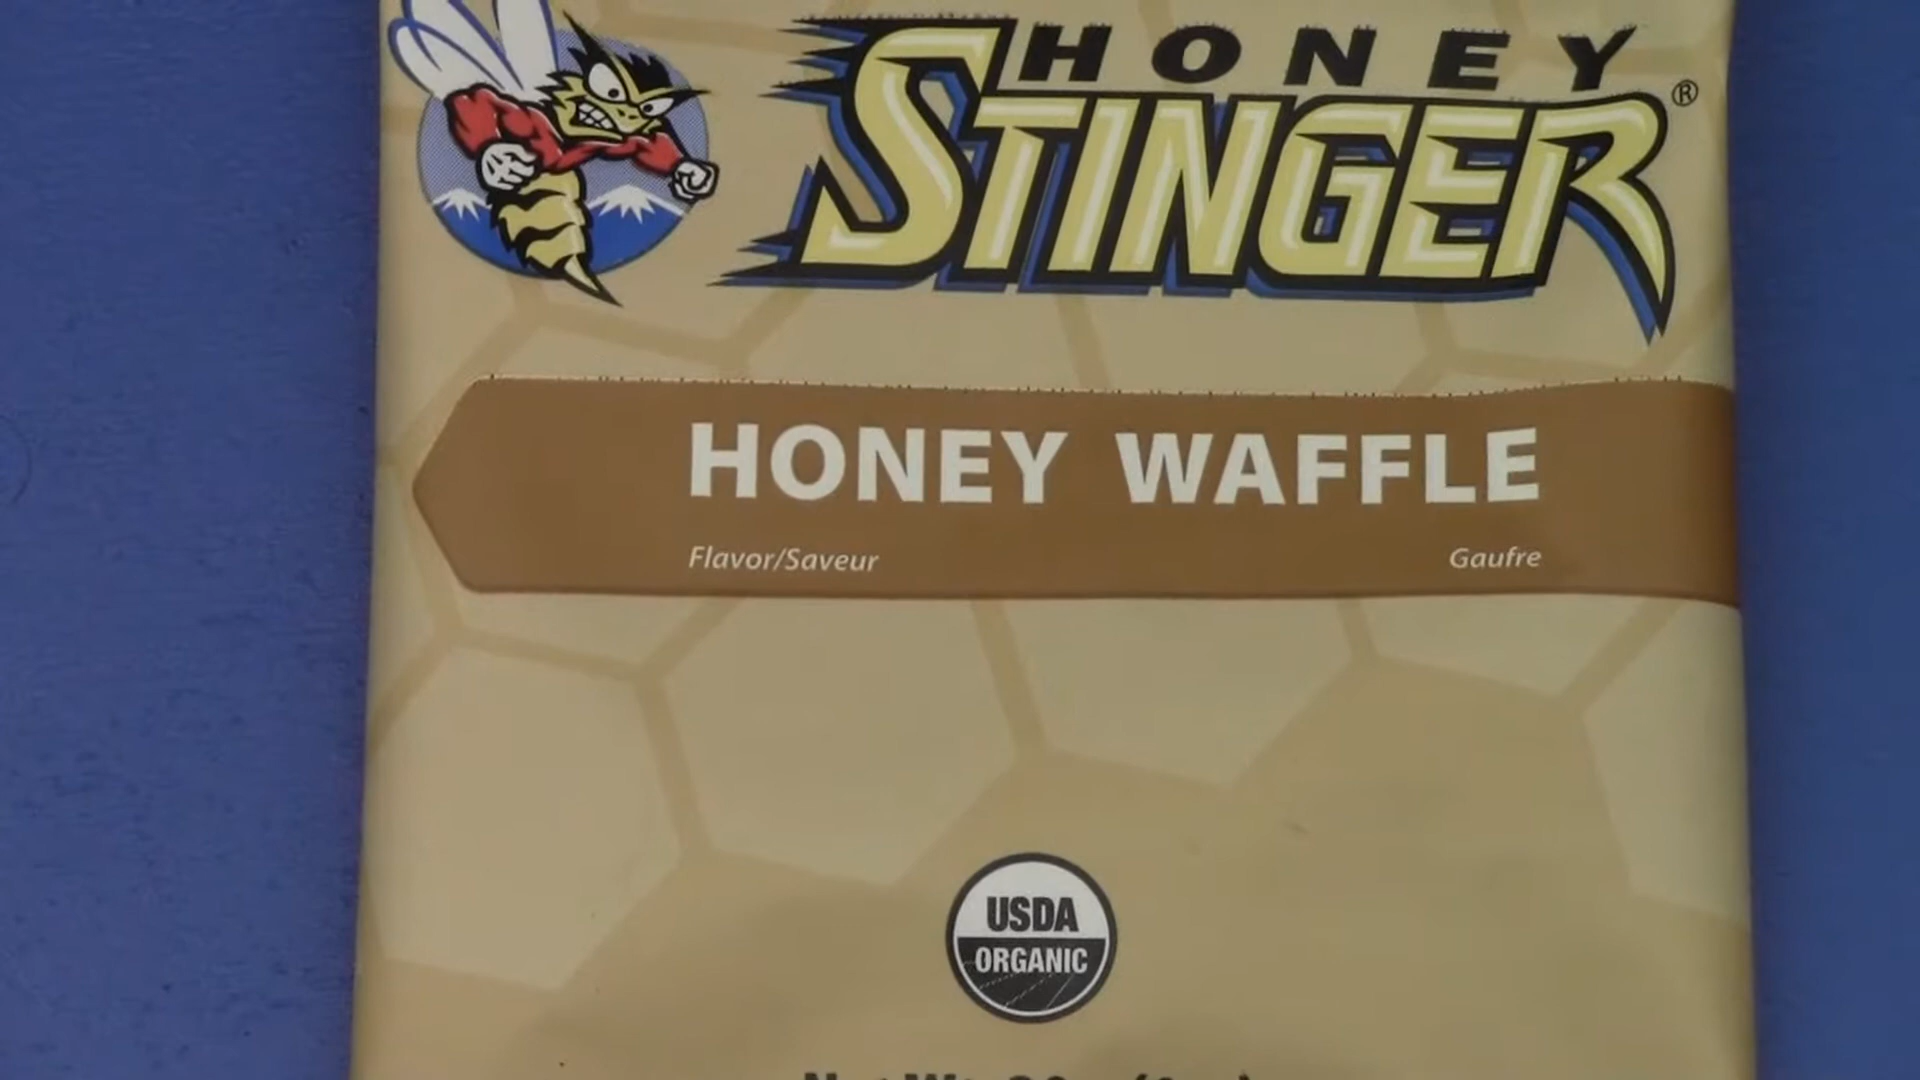 HONEY
STINGER®
HONEY WAFFLE
Flavor/Saveur Gaufre
USDA
ORGANIC